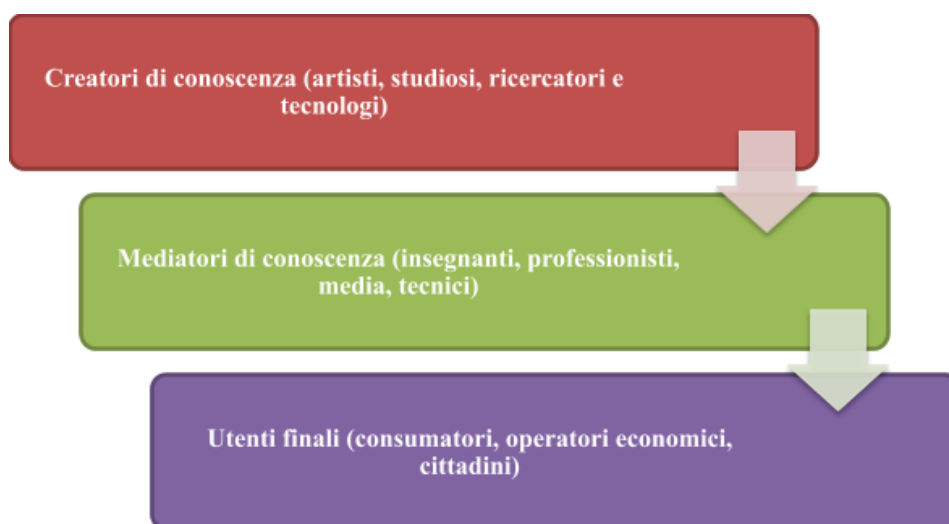 Creatori di conoscenza (artisti, studiosi, ricercatori e
tecnologi)
Mediatori di conoscenza (insegnanti, professionisti,
media, tecnici)
Utenti finali (consumatori, operatori economici,
cittadini)